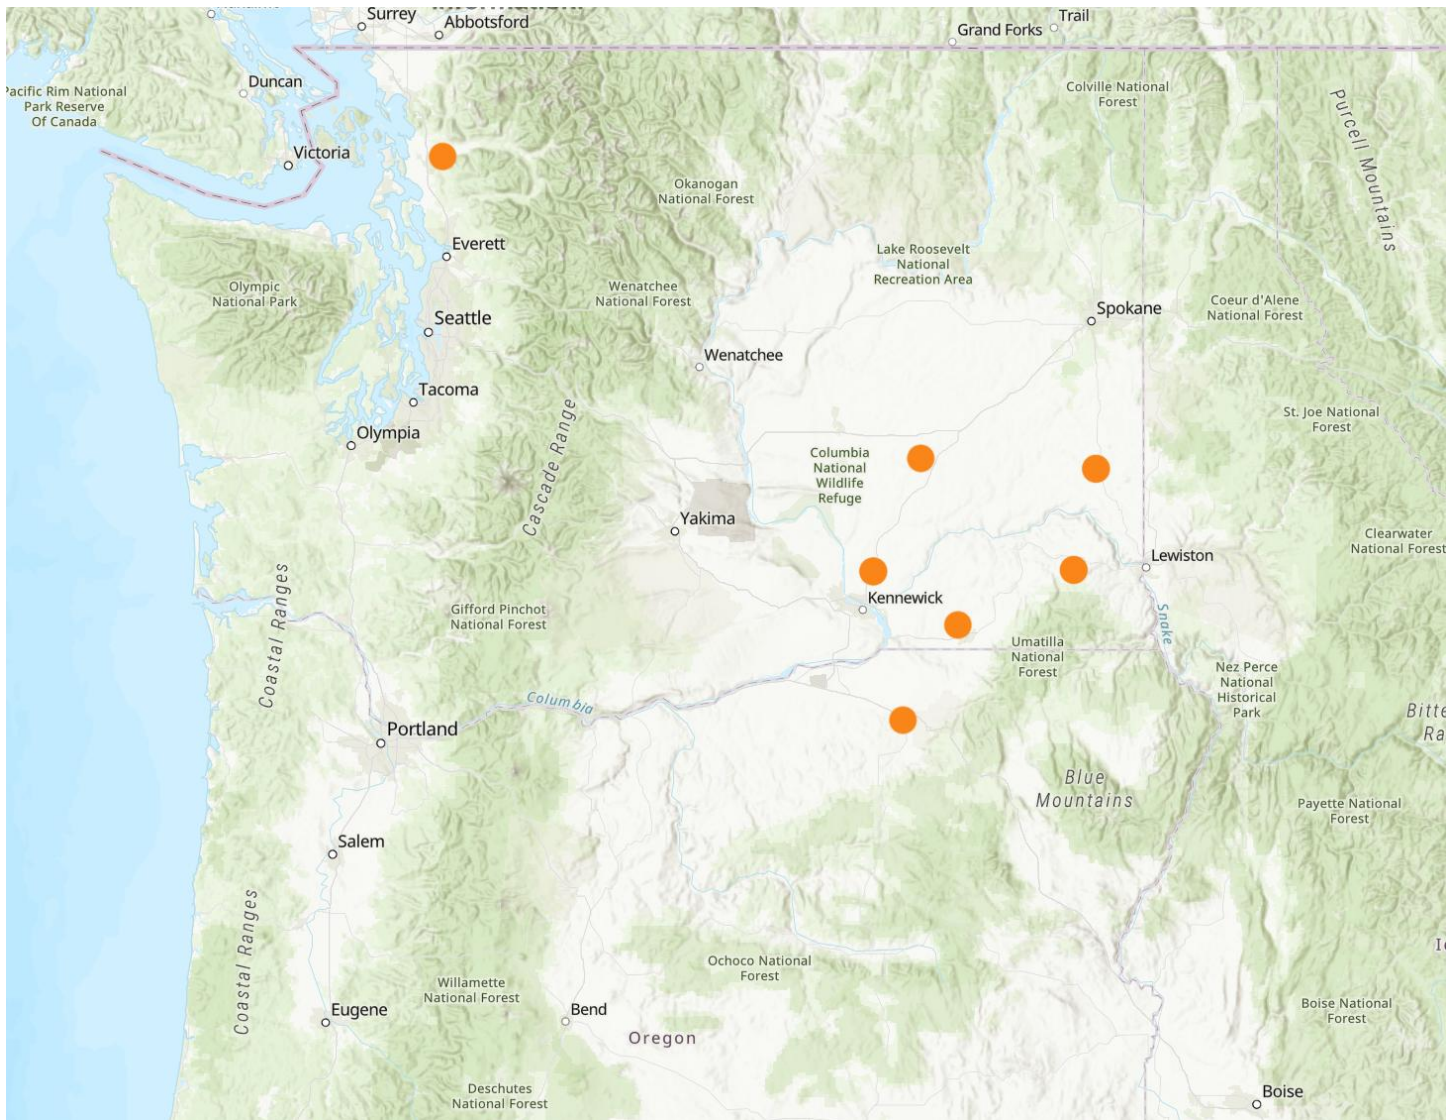 Surrey
Abbotsford
Trail
Grand Forks
Duncan
Pacific Rim National
Park Reserve
Of Canada
Colville National
Forest
Purcell Mountains
Victoria
Okanogan
National Forest
Everett
Lake Roosevelt
National
Recreation Area
Olympic
National Park
Wenatchee
National Forest
Spokane
Coeur d'Alene
National Forest
Seattle
Wenatchee
Tacoma
St. Joe National
Forest
Olympia
Cascade Range
Columbia
National
Wildlife
Refuge
Yakima
Clearwater
National Forest
Lewiston
Coastal Ranges
Gifford Pinchot
National Forest
Kennewick
Snake
Umatilla
National
Forest
Nez Perce
National
Historical
Park
Columbia
Portland
Blue
Mountains
Payette National
Forest
Salem
Coastal Ranges
Ochoco National
Forest
Willamette
National Forest
Eugene
Bend
Boise National
Forest
Oregon
Deschutes
National Forest
Boise